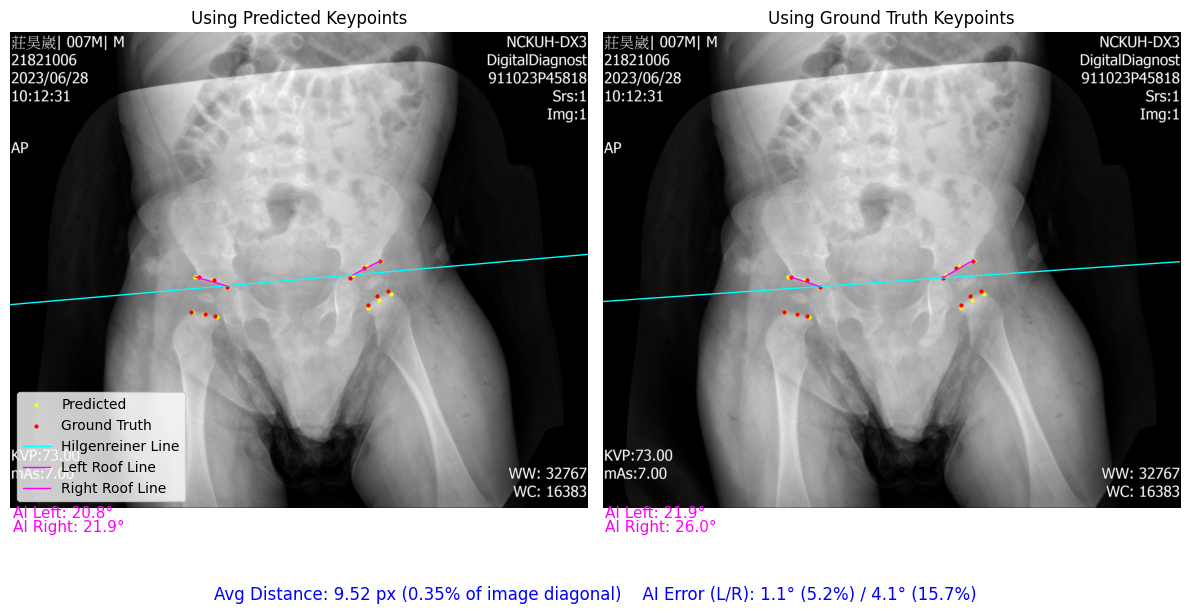 Using Predicted Keypoints
莊昊崴| 007M| M
21821006
2023/06/28
10:12:31
AP
NCKUH-DX3
DigitalDiagnost
911023P45818
Srs:1
Img:1
Predicted
Ground Truth
Hilgenreiner Line
Left Roof Line
Right Roof Line
KVP:73.00
mAs:7.00
WW: 32767
WC: 16383
AI Left: 20.8°
AI Right: 21.9°
Using Ground Truth Keypoints
莊昊崴| 007M| M
21821006
2023/06/28
10:12:31
AP
NCKUH-DX3
DigitalDiagnost
911023P45818
Srs:1
Img:1
KVP:73.00
mAs:7.00
WW: 32767
WC: 16383
AI Left: 21.9°
AI Right: 26.0°
Avg Distance: 9.52 px (0.35% of image diagonal) AI Error (L/R): 1.1° (5.2%) / 4.1° (15.7%)